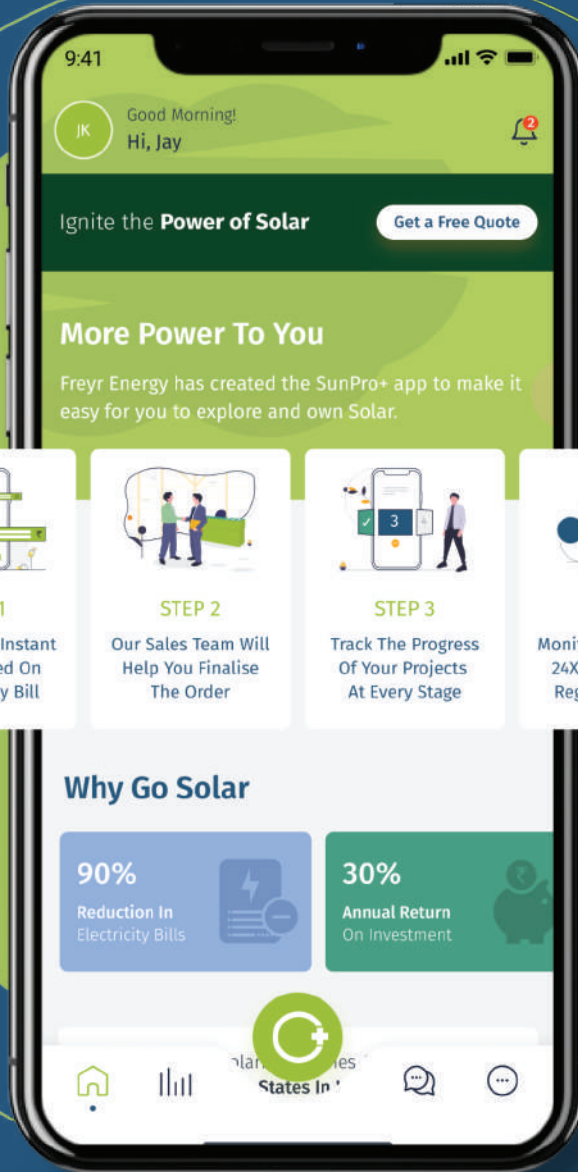 9:41
JK
Good Morning!
Hi, Jay
2
Ignite the Power of Solar
Get a Free Quote
More Power To You
Freyr Energy has created the SunPro+ app to make it
easy for you to explore and own Solar.
1
Instant
On
Bill
STEP 2
Our Sales Team Will
Help You Finalise
The Order
3
STEP 3
Track The Progress
Of Your Projects
At Every Stage
24X
Why Go Solar
90%
Reduction In
Electricity Bills
30%
Annual Return
On Investment
States In